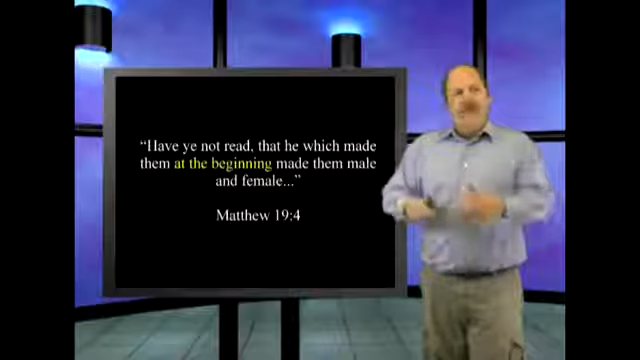 “Have ye not read, that he which made
them at the beginning made them male
and female...”
Matthew 19:4